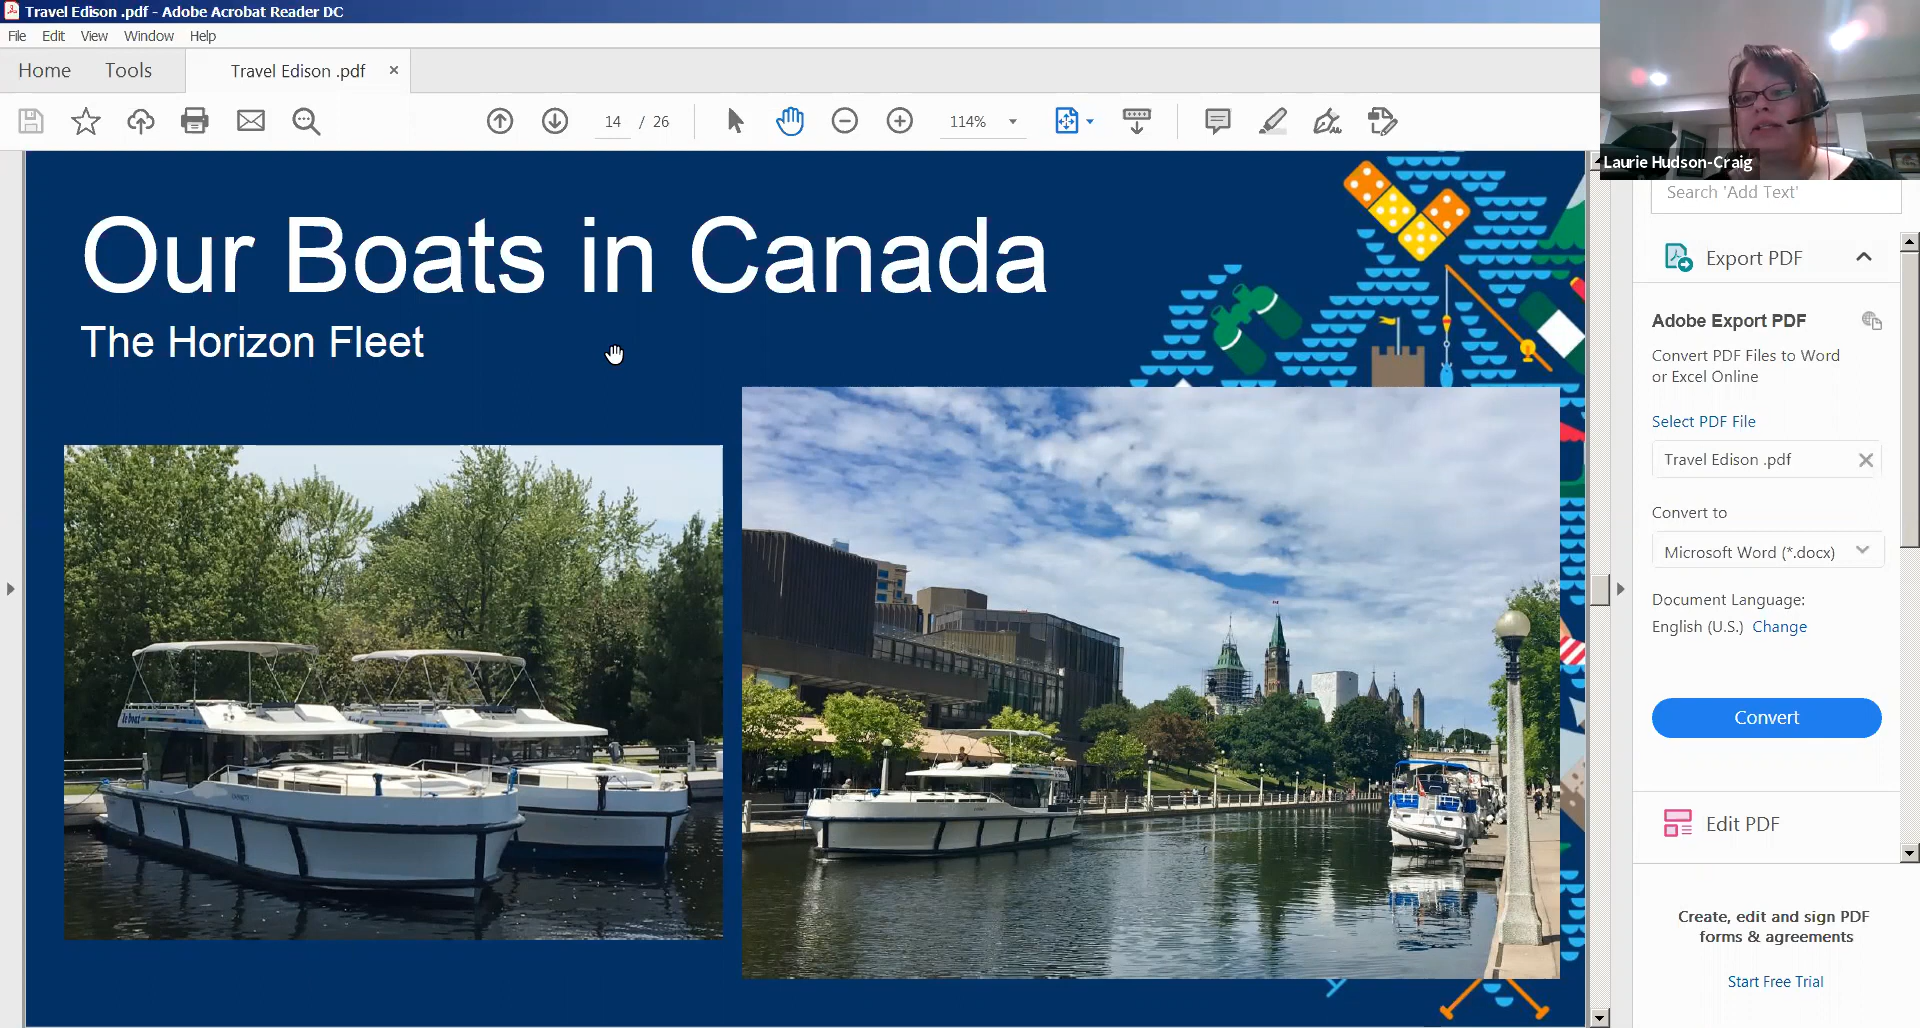 Travel Edison .pdf - Adobe Acrobat Reader DC
File Edit View Window Help
Home Tools Travel Edison .pdf ×
14 / 26 114%
Laurie Hudson-Craig
Our Boats in Canada
The Horizon Fleet
le boat
Search 'Add Text'
Export PDF
Adobe Export PDF
Convert PDF Files to Word
or Excel Online
Select PDF File
Travel Edison .pdf
Convert to
Microsoft Word (*.docx)
Document Language:
English (U.S.) Change
Convert
Edit PDF
Create, edit and sign PDF
forms & agreements
Start Free Trial